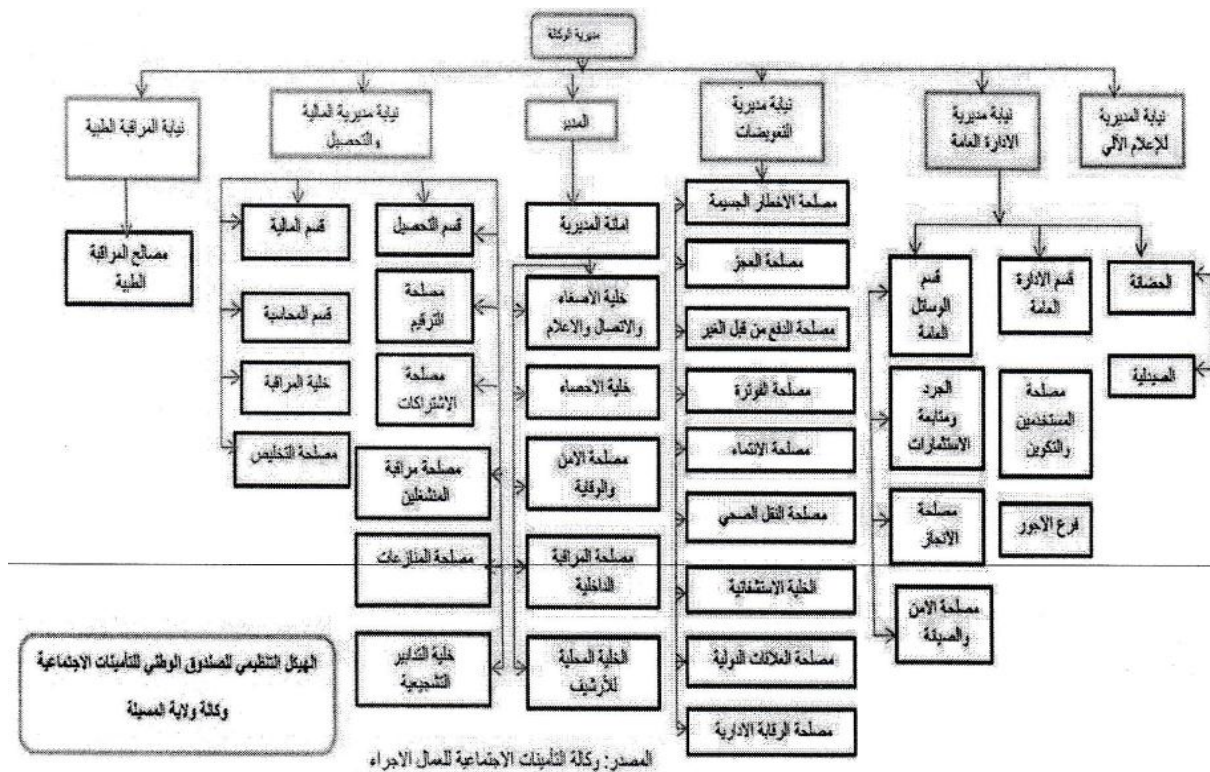 مديرية الوكالة
نيابة المديرية
للإعلام الآلي
نيابة مديرية
الادارة العامة
نيابة مديرية
التعويضات
المدير
نيابة مديرية المالية
والتحصيل
نيابة المراقبة الطبية
الحضانة
الصيدلية
قسم الادارة
العامة
مصلحة
المستخدمين
والتكوين
فرع الاجور
قسم
الوسائل
العامة
الجرد
ومتابعة
الاستثمارات
مصلحة
الانجاز
مصلحة الأمن
والصيانة
مصلحة الأخطار الجسيمة
مصلحة العجز
مصلحة الدفع من قبل الغير
مصلحة الفوترة
مصلحة الانتماء
مصلحة النقل الصحي
الخلية الاستشفائية
مصلحة العلاقات الدولية
مصلحة الرقابة الادارية
امانة المديرية
خلية الأصغاء
والاتصال والاعلام
خلية الاحصاء
مصلحة الأمن
والوقاية
مصلحة المراقبة
الداخلية
الخلية المحلية
للأرشيف
قسم التحصيل
مصلحة
الترقيم
مصلحة
الاشتراكات
مصلحة مراقبة
المشغلين
مصلحة المنازعات
خلية التدابير
التشجيعية
قسم المالية
قسم المحاسبة
خلية المراقبة
مصلحة التخليص
مصالح المراقبة
الطبية
الهيكل التنظيمي للصندوق الوطني للتأمينات الاجتماعية
وكالة ولاية المسيلة
المصدر: وكالة التأمينات الاجتماعية للعمال الاجراء